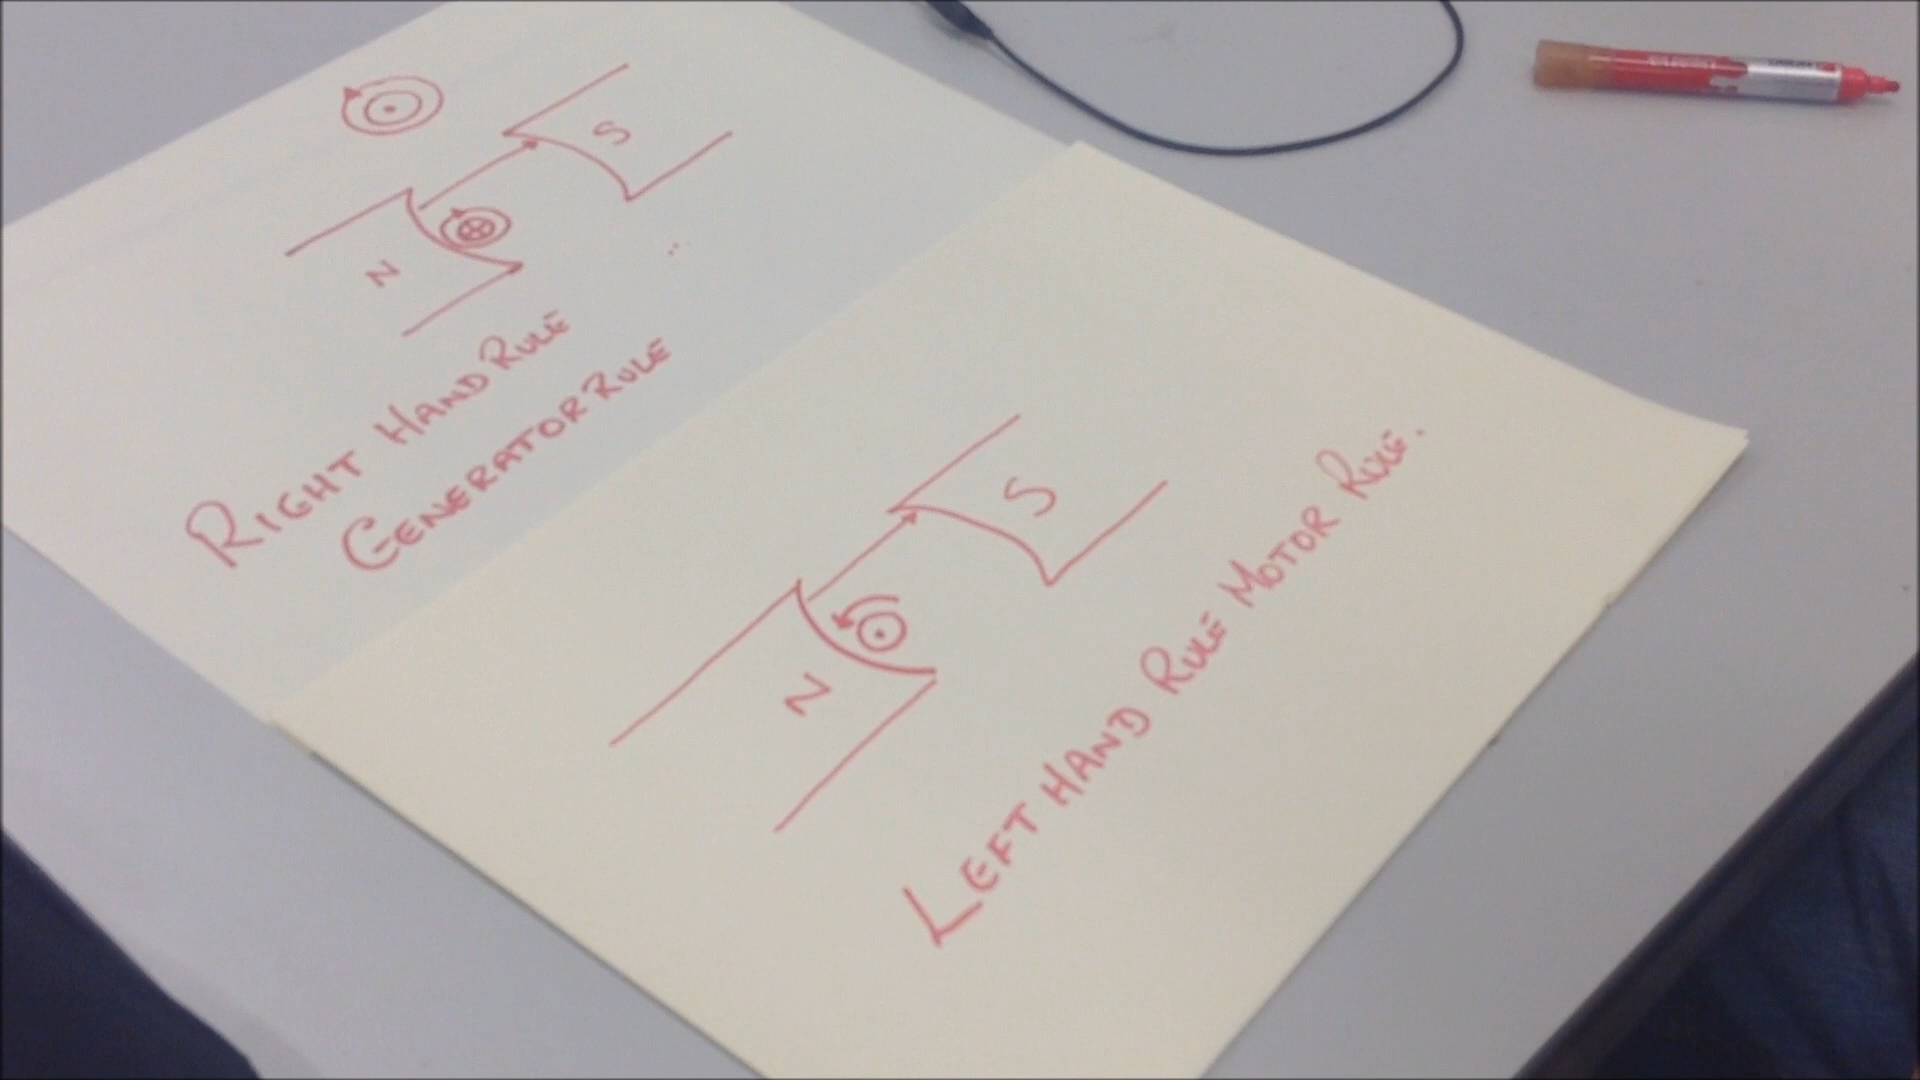 S
N
RIGHT HAND RULE
GENERATOR RULE
S
N
LEFT HAND RULE MOTOR RULE.